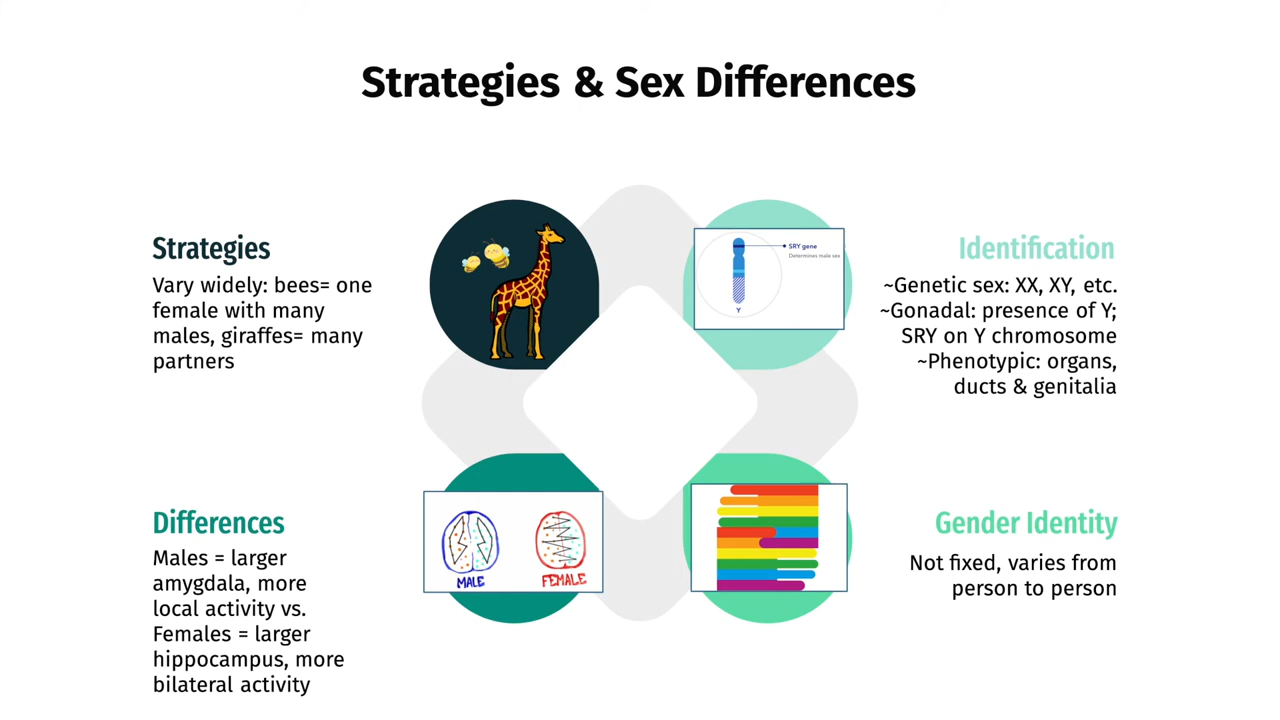 Strategies & Sex Differences
Strategies
Vary widely: bees= one
female with many
males, giraffes= many
partners
SRY gene
Determines male sex
Y
Identification
~Genetic sex: XX, XY, etc.
~Gonadal: presence of Y;
SRY on Y chromosome
~Phenotypic: organs,
ducts & genitalia
Differences
Males = larger
amygdala, more
local activity vs.
Females = larger
hippocampus, more
bilateral activity
MALE
FEMALE
Gender Identity
Not fixed, varies from
person to person